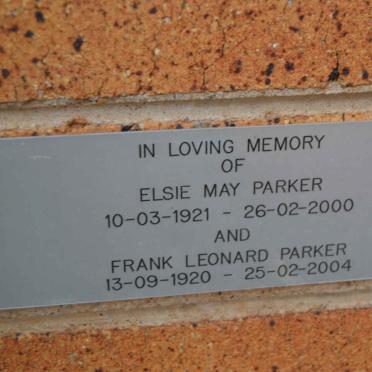 IN LOVING MEMORY
OF
ELSIE MAY PARKER
10-03-1921 - 26-02-2000
AND
FRANK LEONARD PARKER
13-09-1920 - 25-02-2004